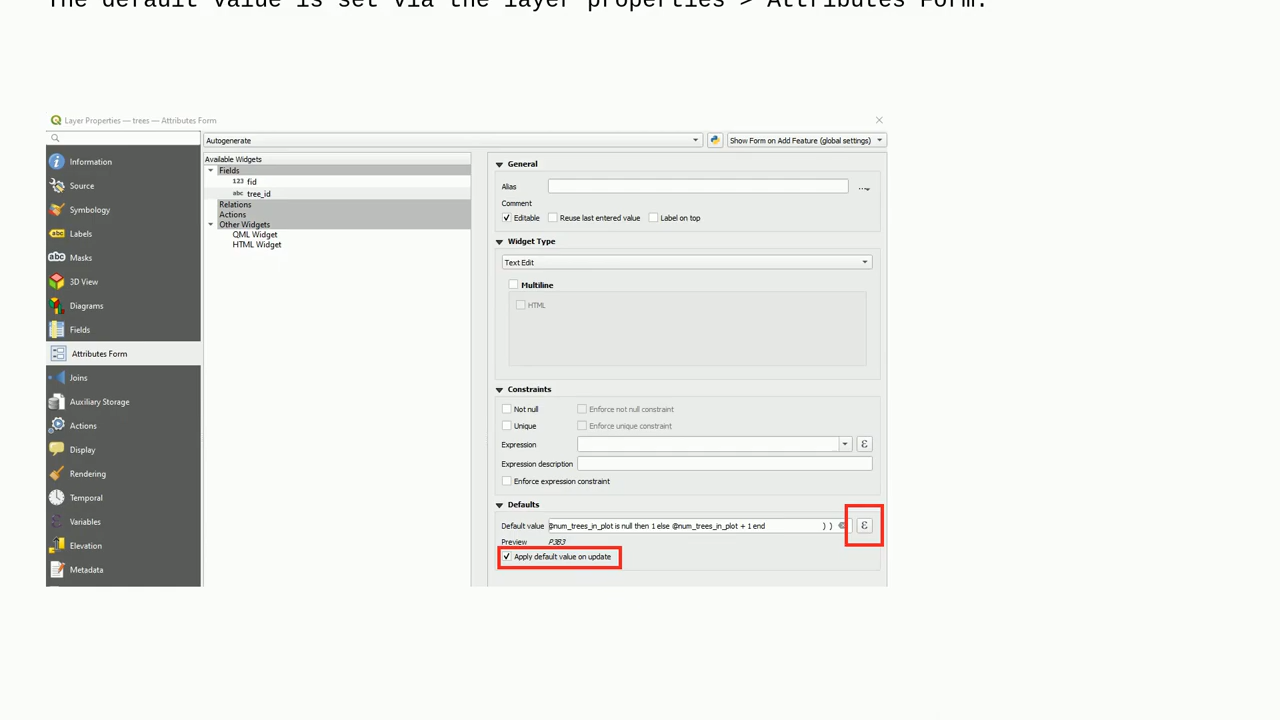 The default value is set via the layer properties > Attributes Form.
Layer Properties — trees — Attributes Form
Autogenerate
Show Form on Add Feature (global settings)
Information
Source
Symbology
Labels
Masks
3D View
Diagrams
Fields
Attributes Form
Joins
Auxiliary Storage
Actions
Display
Rendering
Temporal
Variables
Elevation
Metadata
Available Widgets
Fields
123 fid
abc tree_id
Relations
Actions
Other Widgets
QML Widget
HTML Widget
General
Alias
Comment
Editable Reuse last entered value Label on top
Widget Type
Text Edit
Multiline
HTML
Constraints
Not null Enforce not null constraint
Unique Enforce unique constraint
Expression ε
Expression description
Enforce expression constraint
Defaults
Default value @num_trees_in_plot is null then 1 else @num_trees_in_plot + 1 end ) ) ε
Preview P3B3
Apply default value on update